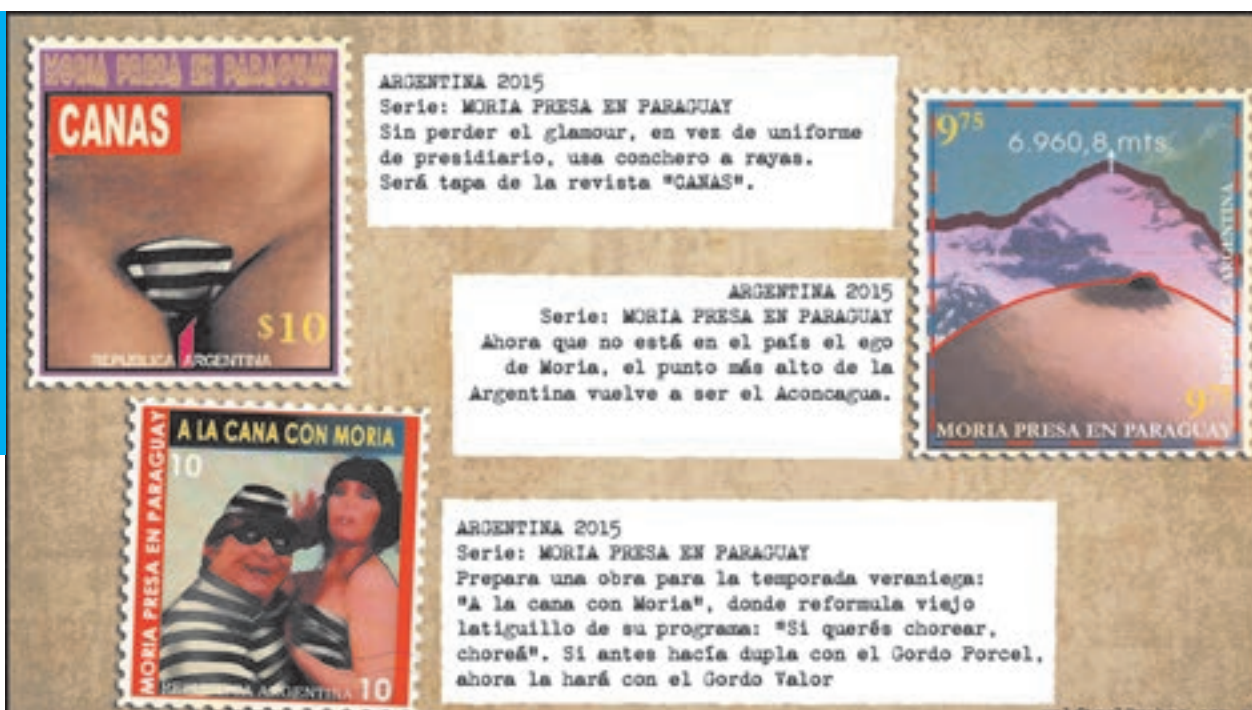 MORIA PRESA EN PARAGUAY
CANAS
$10
REPUBLICA ARGENTINA
ARGENTINA 2015
Serie: MORIA PRESA EN PARAGUAY
Sin perder el glamour, en vez de uniforme
de presidiario, usa conchero a rayas.
Será tapa de la revista "CANAS".
9⁷⁵
6.960,8 mts.
ARGENTINA
9⁷⁵
MORIA PRESA EN PARAGUAY
ARGENTINA 2015
Serie: MORIA PRESA EN PARAGUAY
Ahora que no está en el país el ego
de Moria, el punto más alto de la
Argentina vuelve a ser el Aconcagua.
MORIA PRESA EN PARAGUAY
A LA CANA CON MORIA
10
REPUBLICA ARGENTINA 10
ARGENTINA 2015
Serie: MORIA PRESA EN PARAGUAY
Prepara una obra para la temporada veraniega:
"A la cana con Moria", donde reformula viejo
latiguillo de su programa: "Si querés chorear,
choreá". Si antes hacía dupla con el Gordo Porcel,
ahora la hará con el Gordo Valor